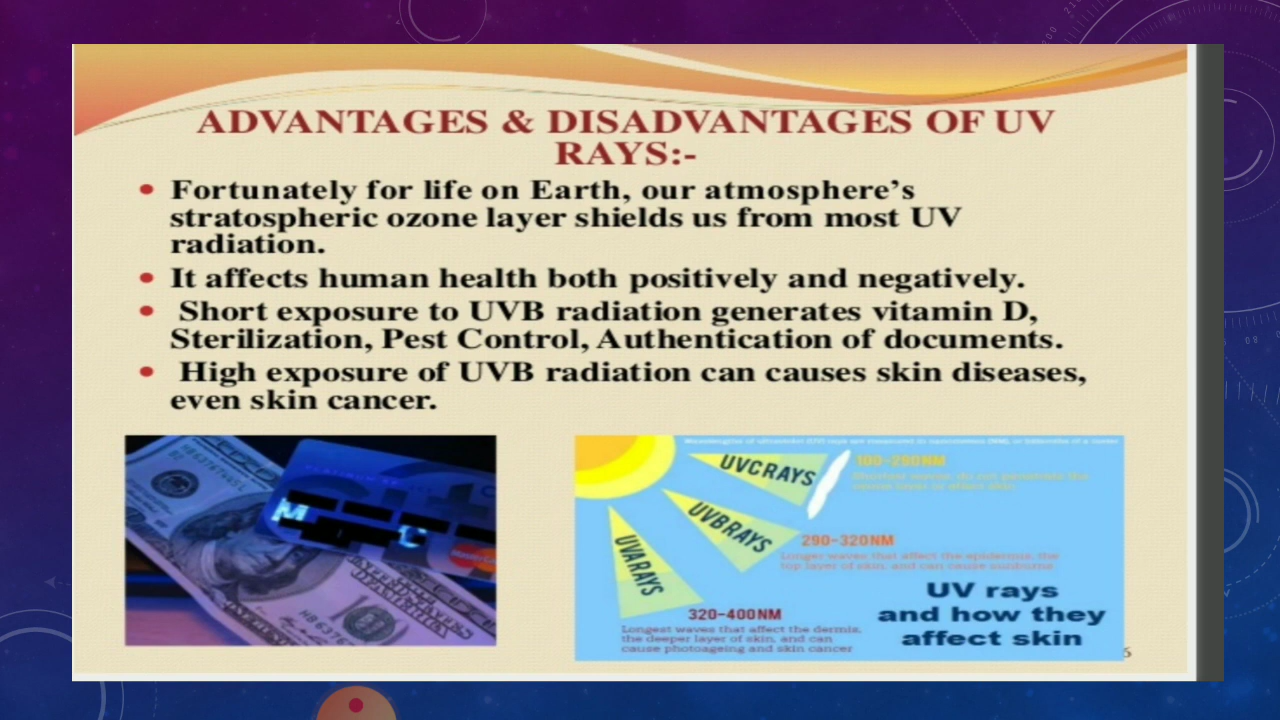 ADVANTAGES & DISADVANTAGES OF UV
RAYS:-
• Fortunately for life on Earth, our atmosphere’s
stratospheric ozone layer shields us from most UV
radiation.
• It affects human health both positively and negatively.
• Short exposure to UVB radiation generates vitamin D,
Sterilization, Pest Control, Authentication of documents.
• High exposure of UVB radiation can causes skin diseases,
even skin cancer.
UVC RAYS
100-280NM
UVB RAYS
290-320NM
Longer waves that affect the epidermis, the
top layer of skin, and can cause sunburns
UVA RAYS
320-400NM
Longest waves that affect the dermis,
the deeper layer of skin, and can
cause photoageing and skin cancer
UV rays
and how they
affect skin
6